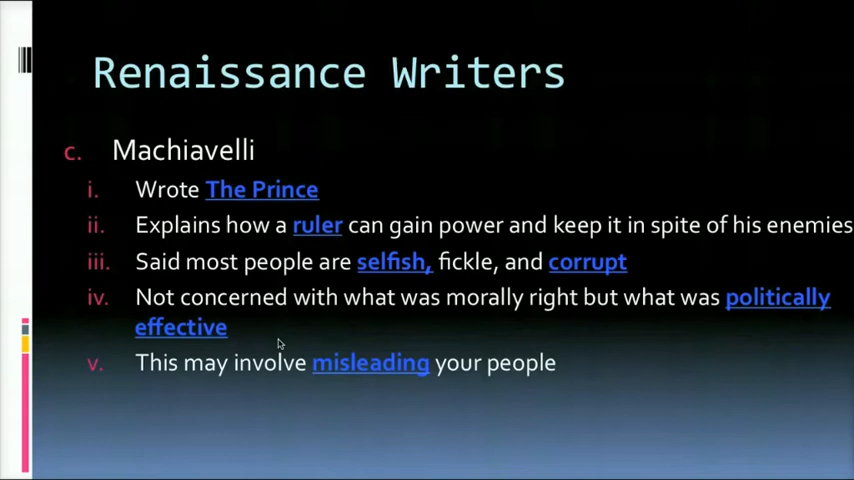 Renaissance Writers
c. Machiavelli
i. Wrote The Prince
ii. Explains how a ruler can gain power and keep it in spite of his enemies
iii. Said most people are selfish, fickle, and corrupt
iv. Not concerned with what was morally right but what was politically
effective
v. This may involve misleading your people